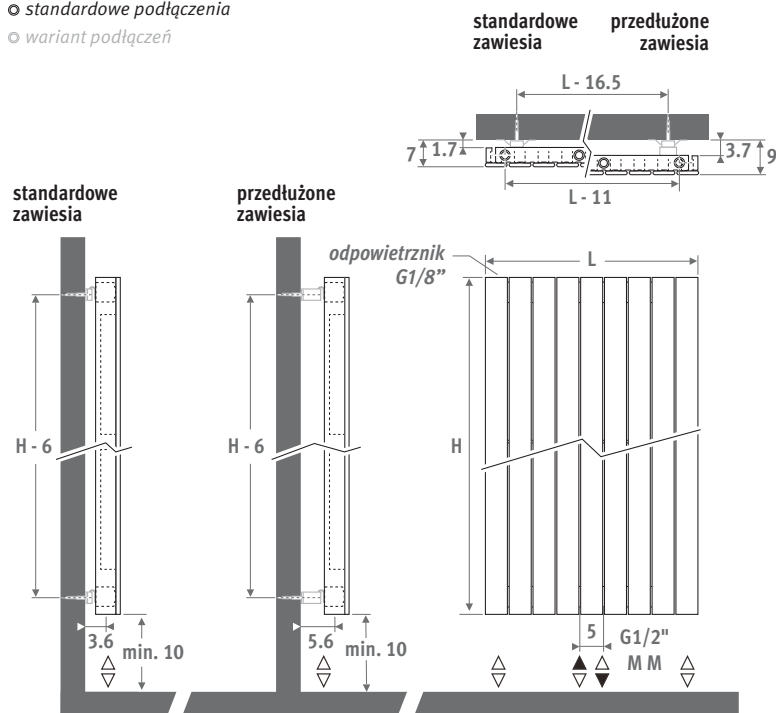 standardowe podłączenia
wariant podłączeń
standardowe
zawiesia
przedłużone
zawiesia
L - 16.5
7
1.7
3.7
9
L - 11
standardowe
zawiesia
przedłużone
zawiesia
odpowietrznik
G1/8”
L
H - 6
H - 6
H
3.6
min. 10
5.6
min. 10
5
G1/2"
M M